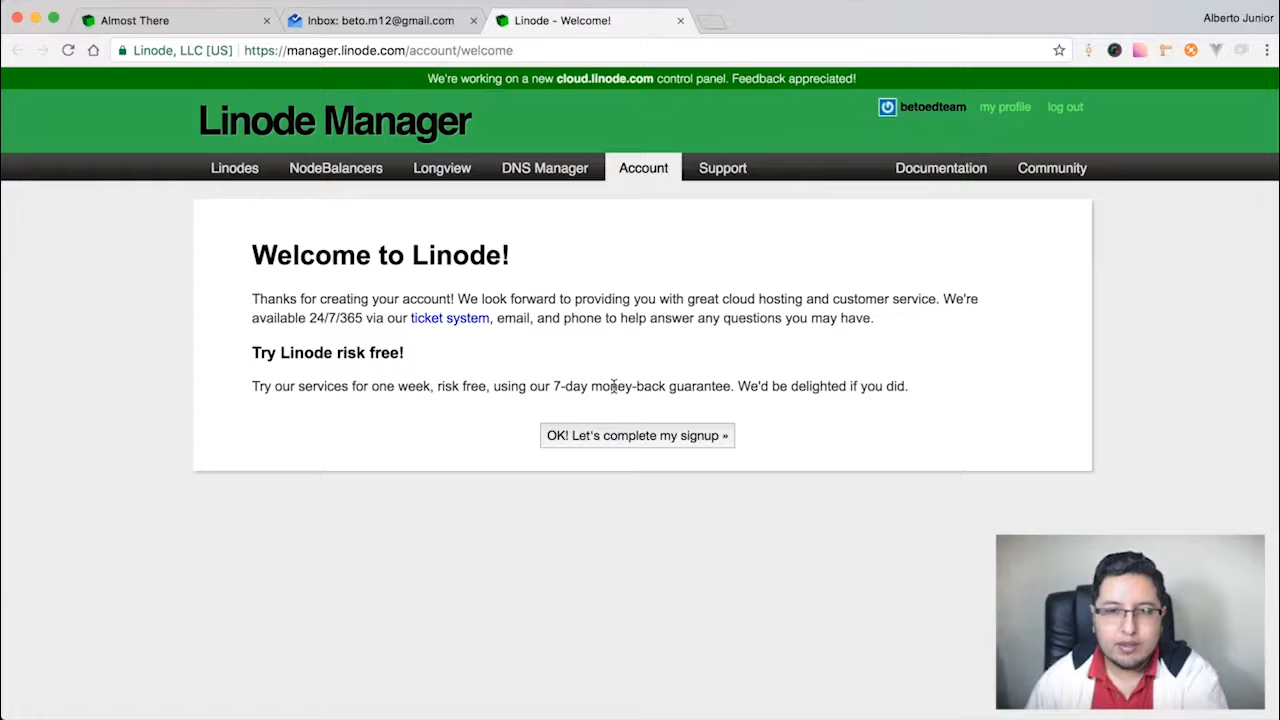 Almost There
Inbox: beto.m12@gmail.com
Linode - Welcome!
Alberto Junior
Linode, LLC [US]
https://manager.linode.com/account/welcome
We're working on a new cloud.linode.com control panel. Feedback appreciated!
Linode Manager
betoedteam my profile log out
Linodes NodeBalancers Longview DNS Manager Account Support Documentation Community
Welcome to Linode!
Thanks for creating your account! We look forward to providing you with great cloud hosting and customer service. We're
available 24/7/365 via our ticket system, email, and phone to help answer any questions you may have.
Try Linode risk free!
Try our services for one week, risk free, using our 7-day money-back guarantee. We'd be delighted if you did.
OK! Let's complete my signup »